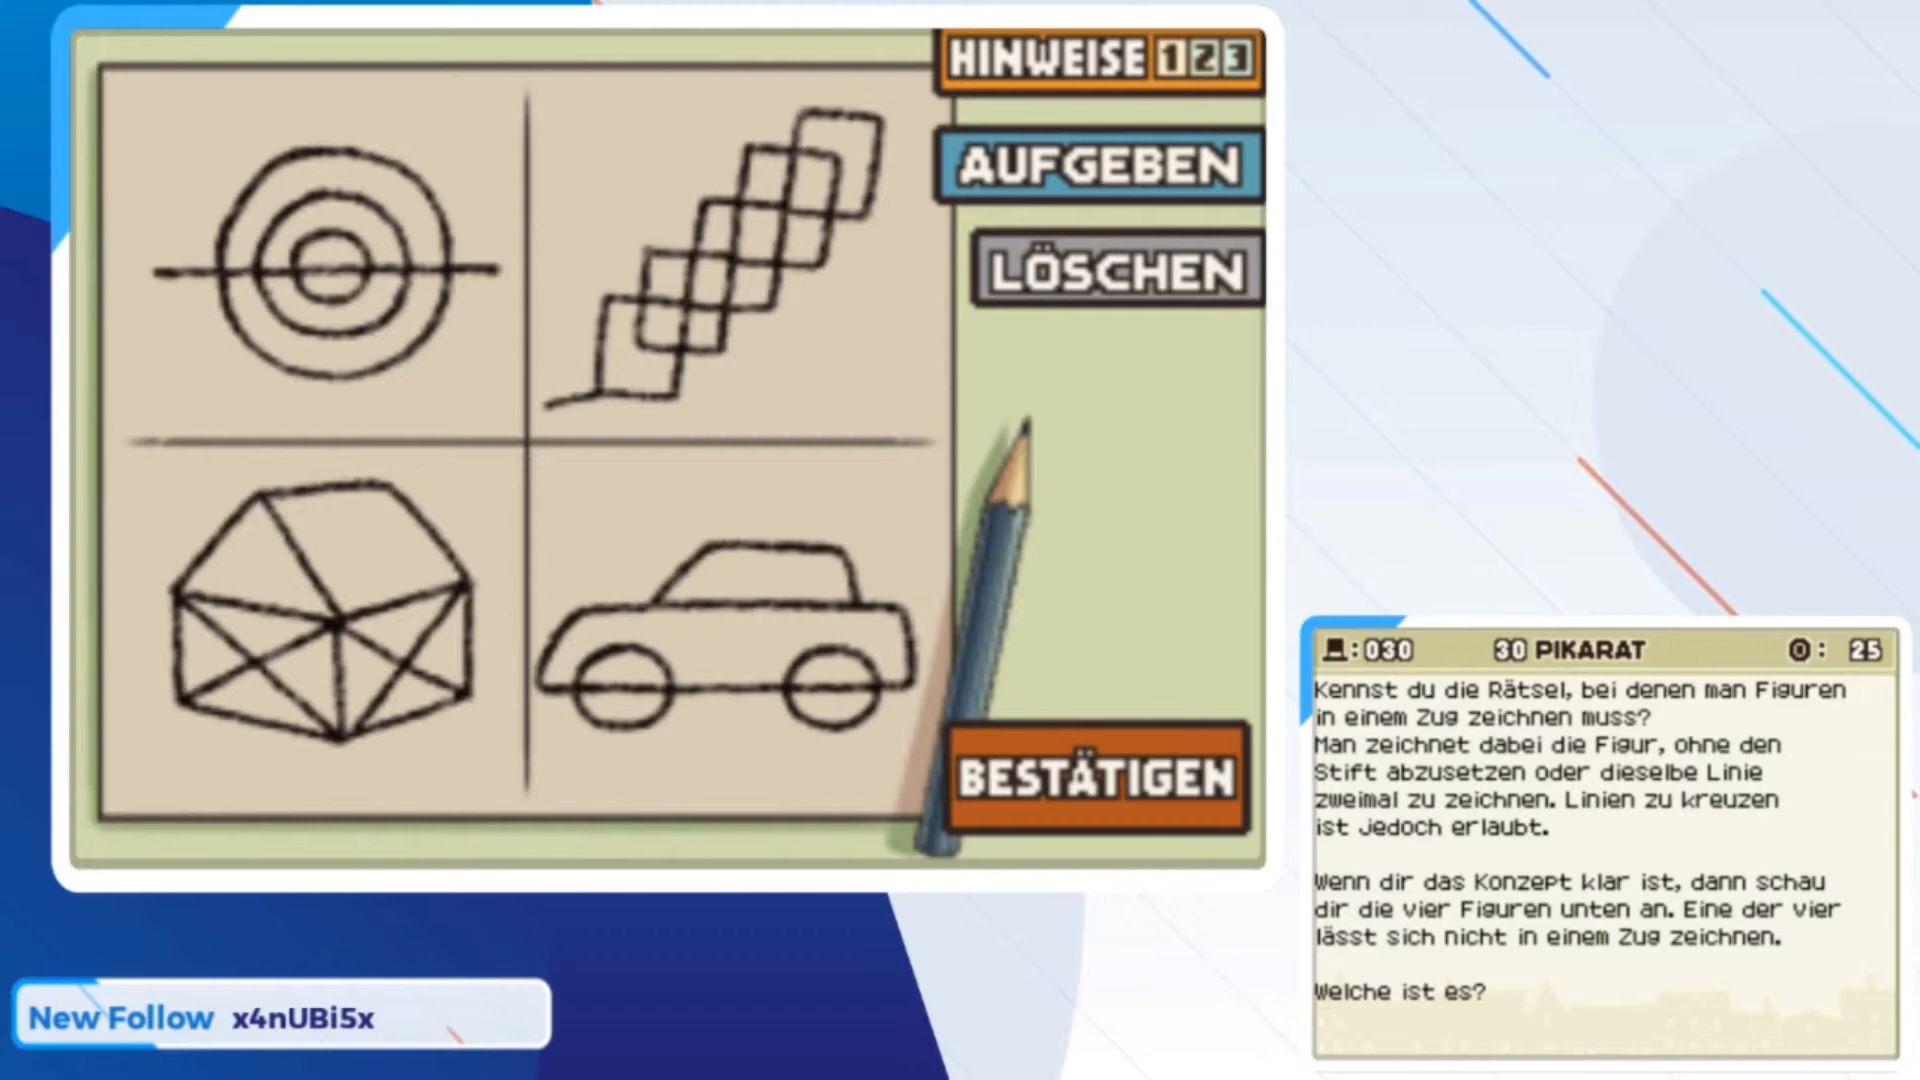 HINWEISE 1 2 3
AUFGEBEN
LÖSCHEN
BESTÄTIGEN
:030 30 PIKARAT : 25
Kennst du die Rätsel, bei denen man Figuren
in einem Zug zeichnen muss?
Man zeichnet dabei die Figur, ohne den
Stift abzusetzen oder dieselbe Linie
zweimal zu zeichnen. Linien zu kreuzen
ist jedoch erlaubt.
Wenn dir das Konzept klar ist, dann schau
dir die vier Figuren unten an. Eine der vier
lässt sich nicht in einem Zug zeichnen.
Welche ist es?
New Follow x4nUBi5x